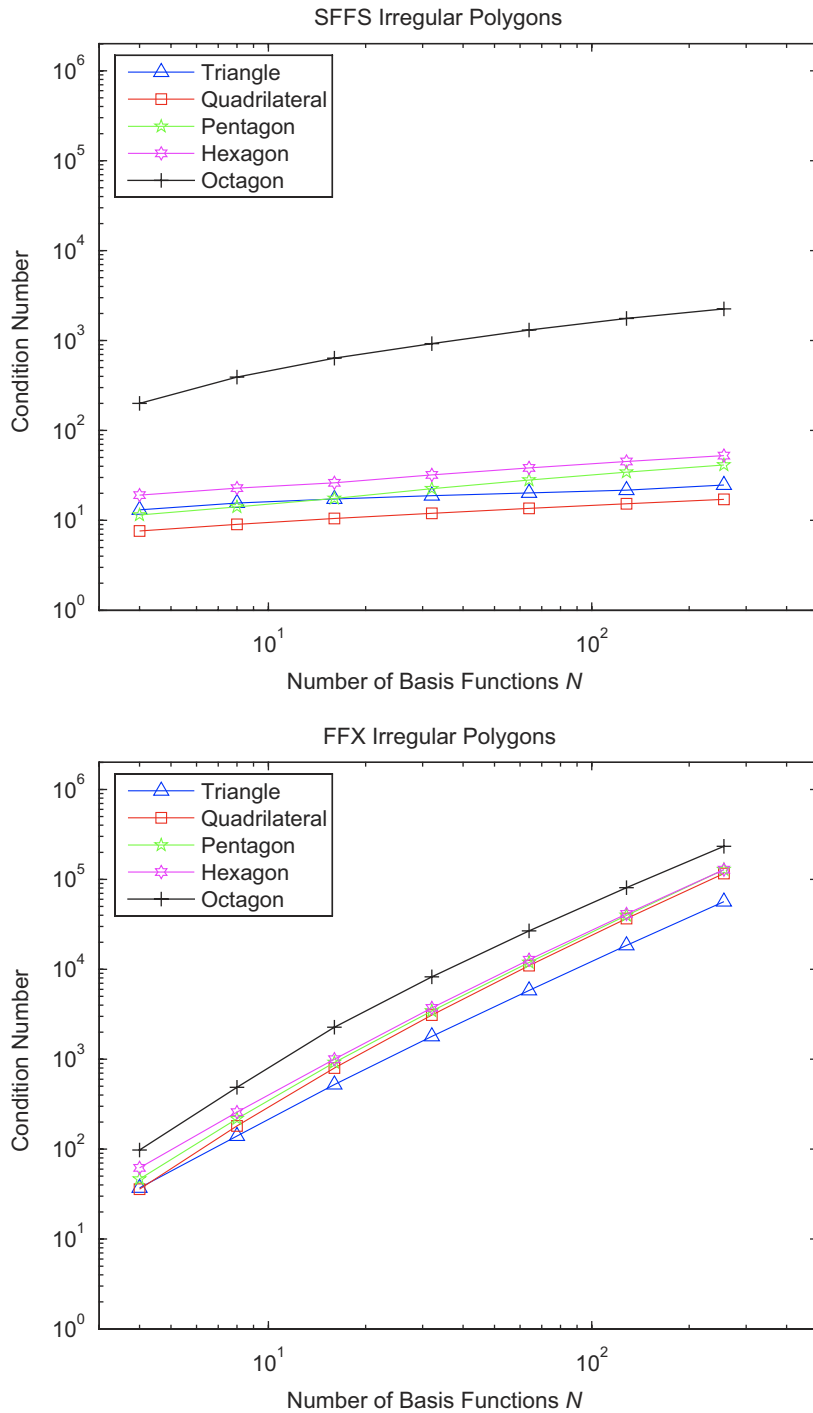 SFFS Irregular Polygons
10^6
10^5
10^4
10^3
10^2
10^1
10^0
Condition Number
Triangle
Quadrilateral
Pentagon
Hexagon
Octagon
10^1
10^2
Number of Basis Functions N
FFX Irregular Polygons
10^6
10^5
10^4
10^3
10^2
10^1
10^0
Condition Number
Triangle
Quadrilateral
Pentagon
Hexagon
Octagon
10^1
10^2
Number of Basis Functions N